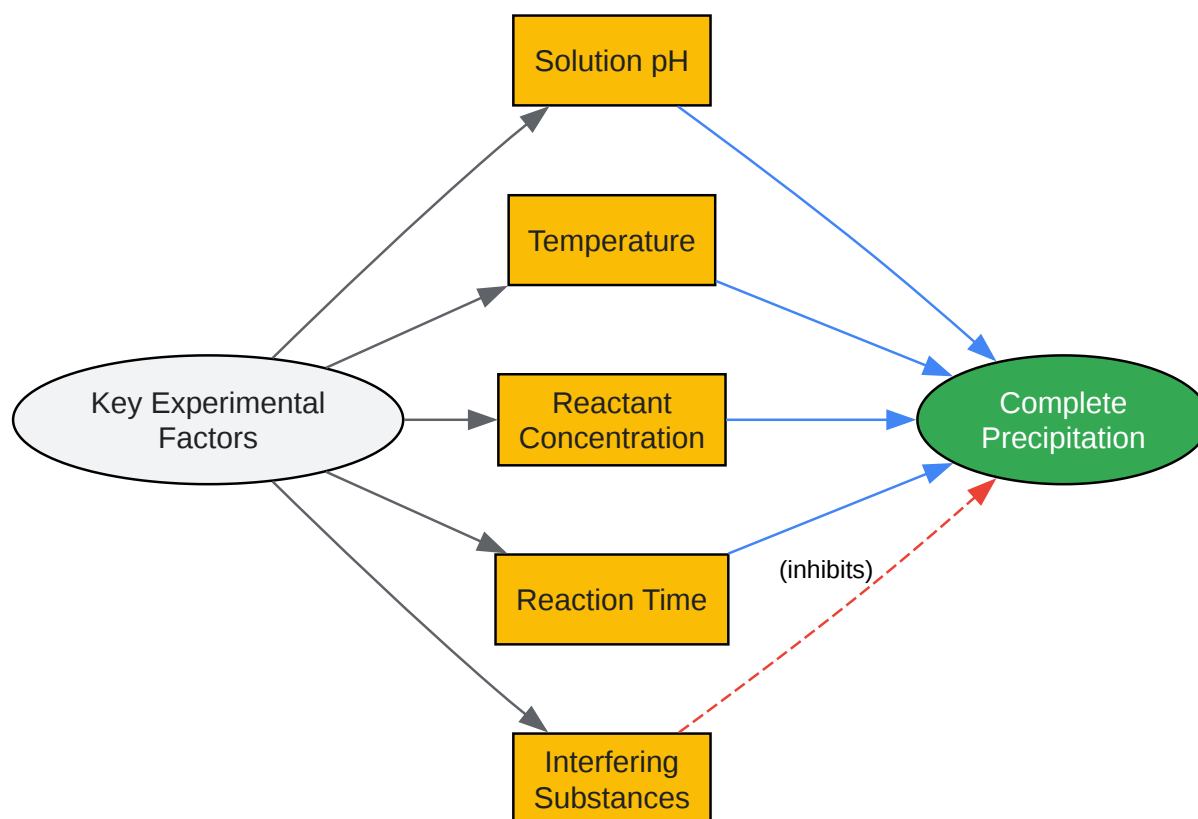 Solution pH
Temperature
Key Experimental
Factors
Reactant
Concentration
Complete
Precipitation
Reaction Time
(inhibits)
Interfering
Substances